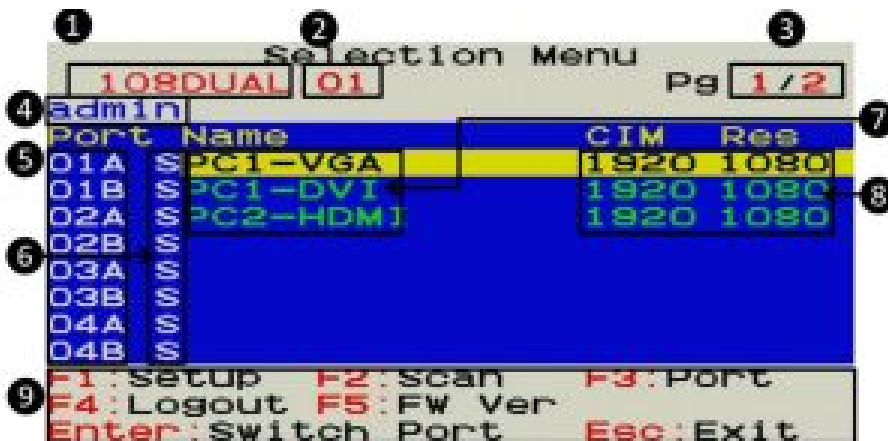 1 2 3
Selection Menu
108DUAL 01 Pg 1/2
4 admin
7
Port Name CIM Res
5 01A S PC1-VGA 1920 1080
01B S PC1-DVI 1920 1080 8
02A S PC2-HDMI 1920 1080
6 02B S
03A S
03B S
04A S
04B S
F1:Setup F2:Scan F3:Port
9 F4:Logout F5:FW Ver
Enter:Switch Port Esc:Exit